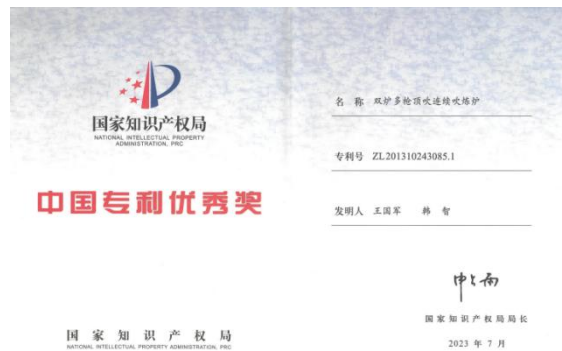 国家知识产权局
NATIONAL INTELLECTUAL PROPERTY
ADMINISTRATION, PRC
中国专利优秀奖
国家知识产权局
NATIONAL INTELLECTUAL PROPERTY ADMINISTRATION, PRC
名 称 双炉多枪顶吹连续吹炼炉
专利号 ZL201310243085.1
发明人 王国军 韩智
申长雨
国家知识产权局局长
2023 年 7 月